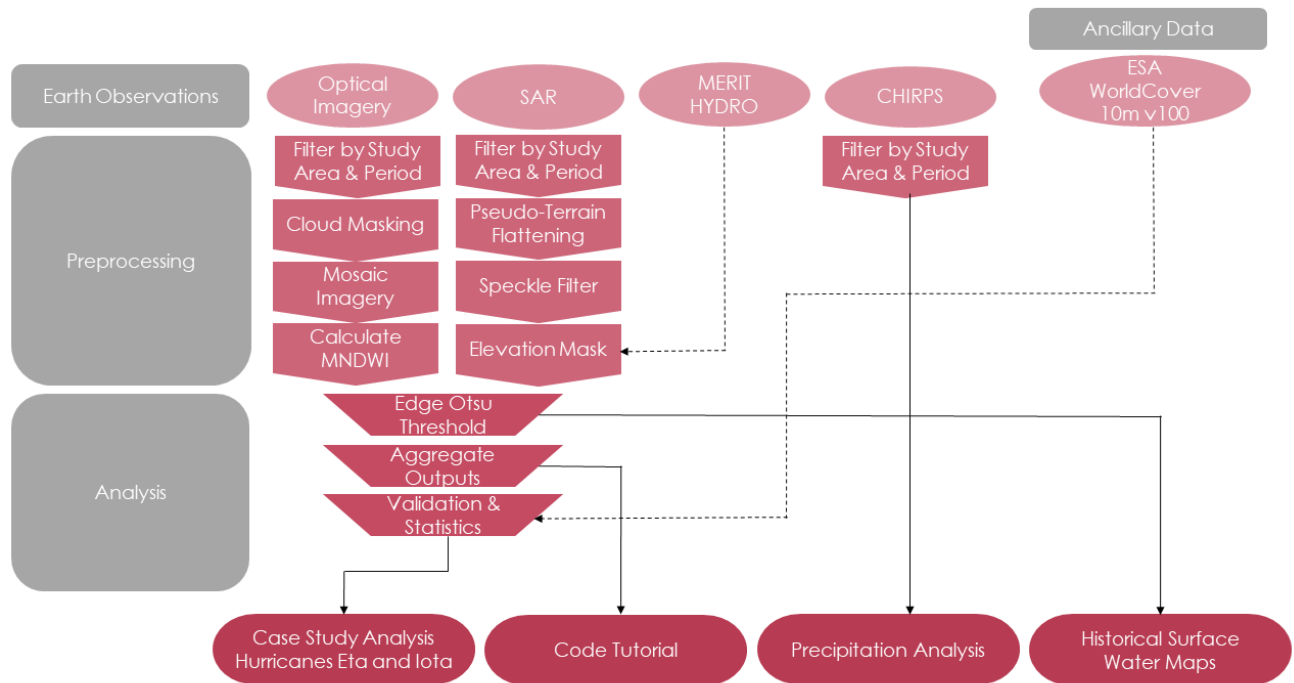 Ancillary Data
Earth Observations
Optical
Imagery
SAR
MERIT
HYDRO
CHIRPS
ESA
WorldCover
10m v100
Preprocessing
Filter by Study
Area & Period
Filter by Study
Area & Period
Filter by Study
Area & Period
Cloud Masking
Pseudo-Terrain
Flattening
Mosaic
Imagery
Speckle Filter
Calculate
MNDWI
Elevation Mask
Analysis
Edge Otsu
Threshold
Aggregate
Outputs
Validation &
Statistics
Case Study Analysis
Hurricanes Eta and Iota
Code Tutorial
Precipitation Analysis
Historical Surface
Water Maps